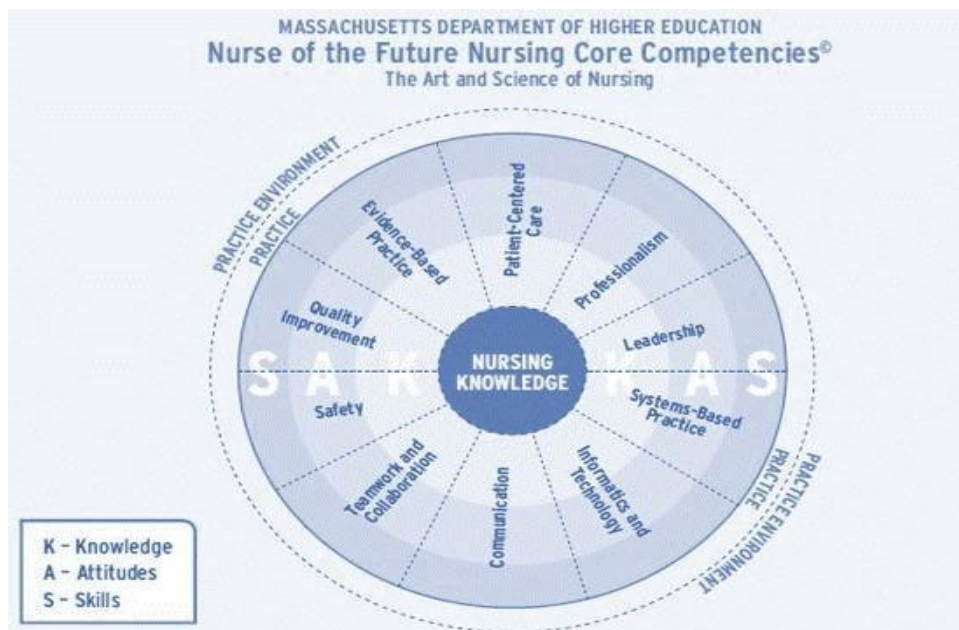 MASSACHUSETTS DEPARTMENT OF HIGHER EDUCATION
Nurse of the Future Nursing Core Competencies©
The Art and Science of Nursing
PRACTICE ENVIRONMENT
PRACTICE
Patient-Centered
Care
Professionalism
Leadership
Systems-Based
Practice
Informatics and
Technology
Communication
Teamwork and
Collaboration
Safety
Quality
Improvement
Evidence-Based
Practice
S A K
NURSING
KNOWLEDGE
K A S
PRACTICE
PRACTICE ENVIRONMENT
K – Knowledge
A – Attitudes
S – Skills